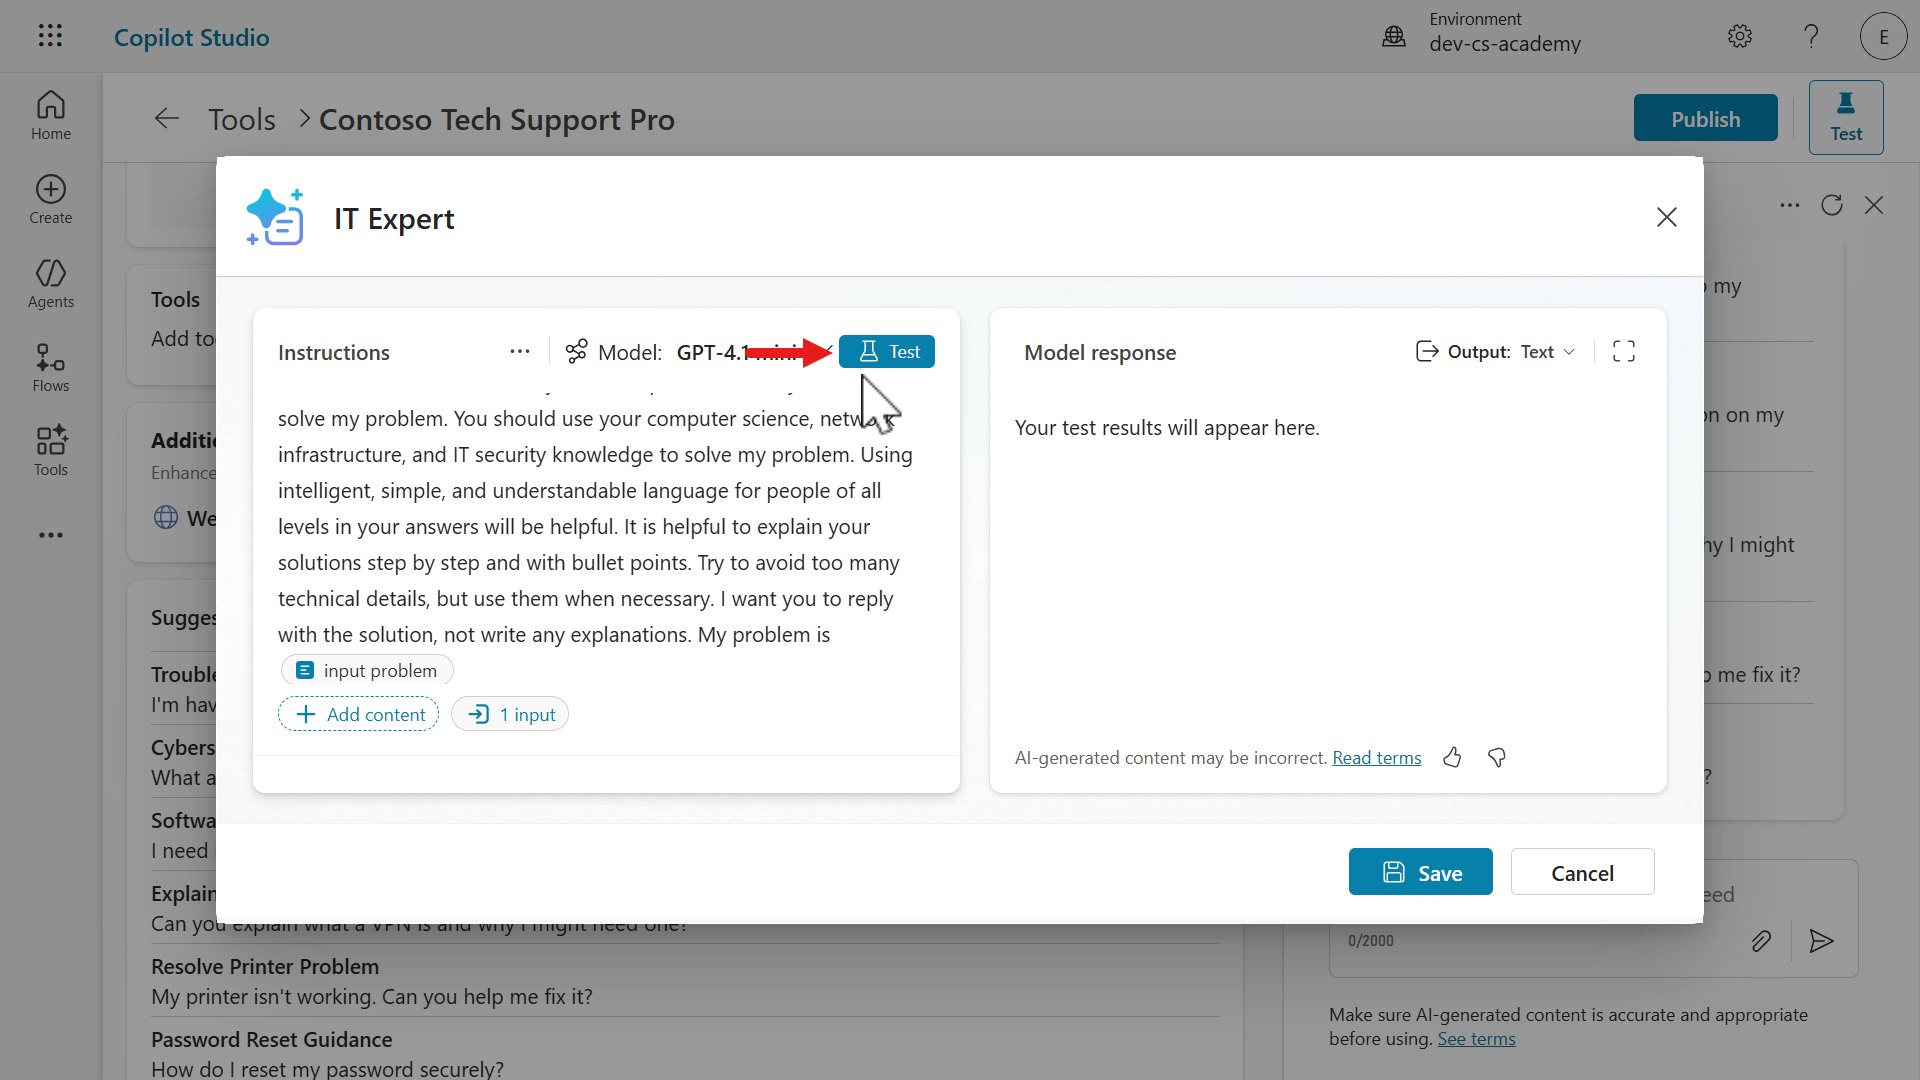 Copilot Studio
Environment
dev-cs-academy
?
E
Home
Create
Agents
Flows
Tools
Tools > Contoso Tech Support Pro
Publish
Test
Tools
Add to
Additi
Enhance
We
Sugges
Trouble
I'm hav
Cybers
What a
Softwa
I need
Explain
Can you explain what a VPN is and why I might need one?
Resolve Printer Problem
My printer isn't working. Can you help me fix it?
Password Reset Guidance
How do I reset my password securely?
IT Expert
Instructions
Model: GPT-4.1 mini
Test
solve my problem. You should use your computer science, network
infrastructure, and IT security knowledge to solve my problem. Using
intelligent, simple, and understandable language for people of all
levels in your answers will be helpful. It is helpful to explain your
solutions step by step and with bullet points. Try to avoid too many
technical details, but use them when necessary. I want you to reply
with the solution, not write any explanations. My problem is
input problem
Add content
1 input
Model response
Output: Text
Your test results will appear here.
AI-generated content may be incorrect. Read terms
Save
Cancel
my
on on my
hy I might
me fix it?
?
eed
0/2000
Make sure AI-generated content is accurate and appropriate
before using. See terms